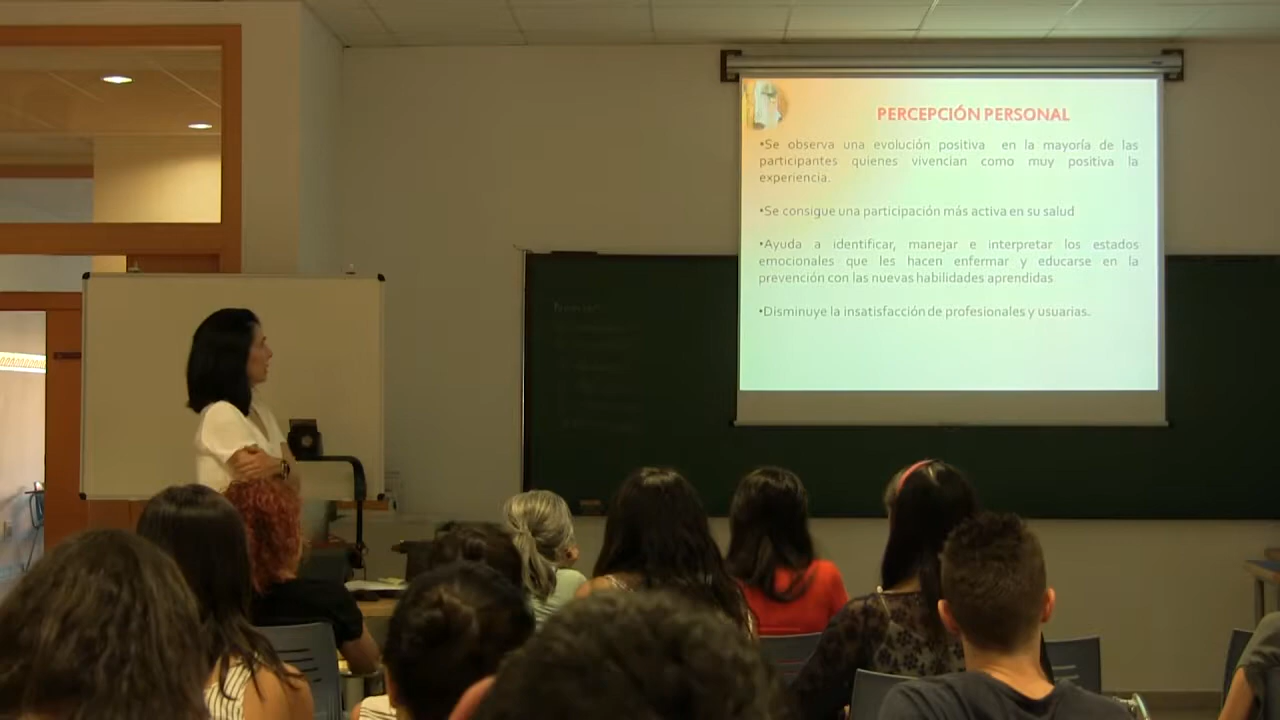 PERCEPCIÓN PERSONAL
•Se observa una evolución positiva en la mayoría de las
participantes quienes vivencian como muy positiva la
experiencia.
•Se consigue una participación más activa en su salud
•Ayuda a identificar, manejar e interpretar los estados
emocionales que les hacen enfermar y educarse en la
prevención con las nuevas habilidades aprendidas
•Disminuye la insatisfacción de profesionales y usuarias.